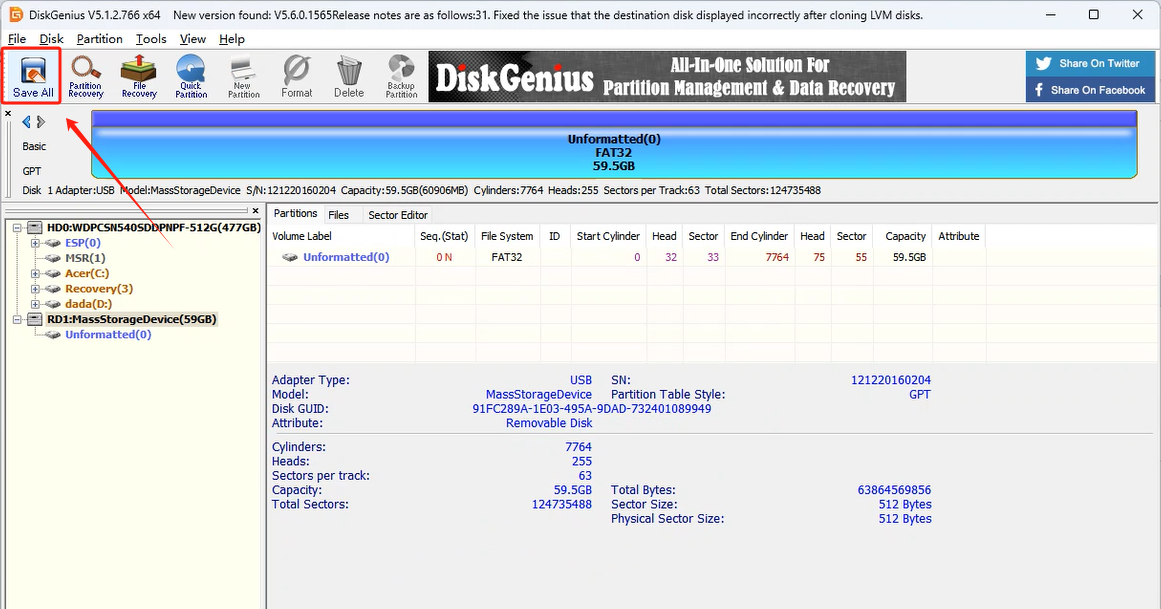 DiskGenius V5.1.2.766 x64    New version found: V5.6.0.1565Release notes are as follows:31. Fixed the issue that the destination disk displayed incorrectly after cloning LVM disks.
File Disk Partition Tools View Help
Save All
Partition Recovery
File Recovery
Quick Partition
New Partition
Format
Delete
Backup Partition
DiskGenius
All-In-One Solution For
Partition Management & Data Recovery
Share On Twitter
Share On Facebook
Basic
GPT
Unformatted(0)
FAT32
59.5GB
Disk 1 Adapter:USB Model:MassStorageDevice S/N:121220160204 Capacity:59.5GB(60906MB) Cylinders:7764 Heads:255 Sectors per Track:63 Total Sectors:124735488
HD0:WDPCSN540SDDPNPF-512G(477GB)
ESP(0)
MSR(1)
Acer(C:)
Recovery(3)
dada(D:)
RD1:MassStorageDevice(59GB)
Unformatted(0)
Partitions Files Sector Editor
Volume Label Seq.(Stat) File System ID Start Cylinder Head Sector End Cylinder Head Sector Capacity Attribute
Unformatted(0) 0 N FAT32 0 32 33 7764 75 55 59.5GB
Adapter Type: USB SN: 121220160204
Model: MassStorageDevice Partition Table Style: GPT
Disk GUID: 91FC289A-1E03-495A-9DAD-732401089949
Attribute: Removable Disk
Cylinders: 7764
Heads: 255
Sectors per track: 63
Capacity: 59.5GB Total Bytes: 63864569856
Total Sectors: 124735488 Sector Size: 512 Bytes
Physical Sector Size: 512 Bytes